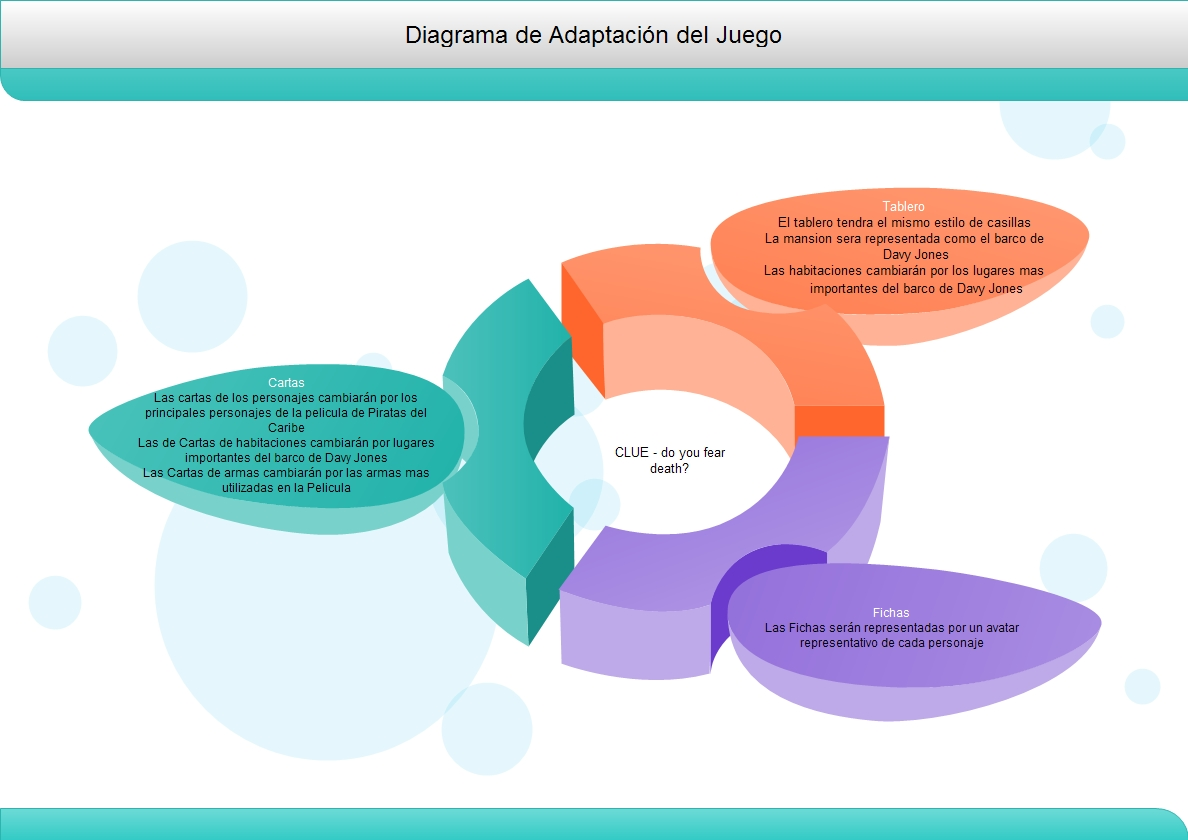 Diagrama de Adaptación del Juego
Tablero
El tablero tendra el mismo estilo de casillas
La mansion sera representada como el barco de
Davy Jones
Las habitaciones cambiarán por los lugares mas
importantes del barco de Davy Jones
Cartas
Las cartas de los personajes cambiarán por los
principales personajes de la pelicula de Piratas del
Caribe
Las de Cartas de habitaciones cambiarán por lugares
importantes del barco de Davy Jones
Las Cartas de armas cambiarán por las armas mas
utilizadas en la Pelicula
CLUE - do you fear
death?
Fichas
Las Fichas serán representadas por un avatar
representativo de cada personaje